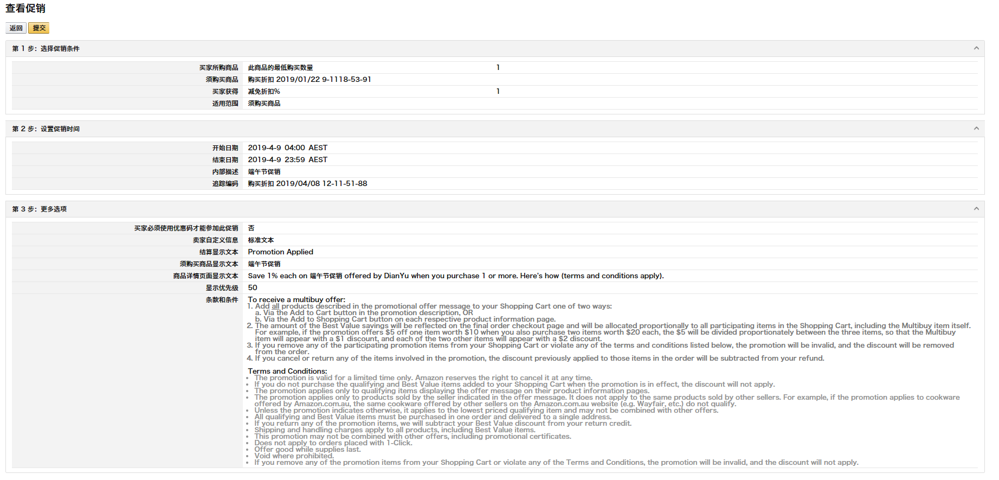 查看促销
返回 提交
第 1 步：选择促销条件
买家所购商品 此商品的最低购买数量 1
须购买商品 购买折扣 2019/01/22 9-1118-53-91
买家获得 减免折扣% 1
适用范围 须购买商品
第 2 步：设置促销时间
开始日期 2019-4-9 04:00 AEST
结束日期 2019-4-9 23:59 AEST
内部描述 端午节促销
追踪编码 购买折扣 2019/04/08 12-11-51-88
第 3 步：更多选项
买家必须使用优惠码才能参加此促销 否
卖家自定义信息 标准文本
结算显示文本 Promotion Applied
须购买商品显示文本 端午节促销
商品详情页面显示文本 Save 1% each on 端午节促销 offered by DianYu when you purchase 1 or more. Here's how (terms and conditions apply).
显示优先级 50
条款和条件 To receive a multibuy offer:
1. Add all products described in the promotional offer message to your Shopping Cart one of two ways:
a. Via the Add to Cart button in the promotion description, OR
b. Via the Add to Shopping Cart button on each respective product information page.
2. The amount of the Best Value savings will be reflected on the final order checkout page and will be allocated proportionally to all participating items in the Shopping Cart, including the Multibuy item itself.
For example, if the promotion offers $5 off one item worth $10 when you also purchase two items worth $20 each, the $5 will be divided proportionately between the three items, so that the Multibuy
item will appear with a $1 discount, and each of the two other items will appear with a $2 discount.
3. If you remove any of the participating promotion items from your Shopping Cart or violate any of the terms and conditions listed below, the promotion will be invalid, and the discount will be removed
from the order.
4. If you cancel or return any of the items involved in the promotion, the discount previously applied to those items in the order will be subtracted from your refund.
Terms and Conditions:
• The promotion is valid for a limited time only. Amazon reserves the right to cancel it at any time.
• If you do not purchase the qualifying and Best Value items added to your Shopping Cart when the promotion is in effect, the discount will not apply.
• The promotion applies only to qualifying items displaying the offer message on their product information pages.
• The promotion applies only to products sold by the seller indicated in the offer message. It does not apply to the same products sold by other sellers. For example, if the promotion applies to cookware
offered by Amazon.com.au, the same cookware offered by other sellers on the Amazon.com.au website (e.g. Wayfair, etc.) do not qualify.
• Unless the promotion indicates otherwise, it applies to the lowest priced qualifying item and may not be combined with other offers.
• All qualifying and Best Value items must be purchased in one order and delivered to a single address.
• If you return any of the promotion items, we will subtract your Best Value discount from your return credit.
• Shipping and handling charges apply to all products, including Best Value items.
• This promotion may not be combined with other offers, including promotional certificates.
• Does not apply to orders placed with 1-Click.
• Offer good while supplies last.
• Void where prohibited.
• If you remove any of the promotion items from your Shopping Cart or violate any of the Terms and Conditions, the promotion will be invalid, and the discount will not apply.